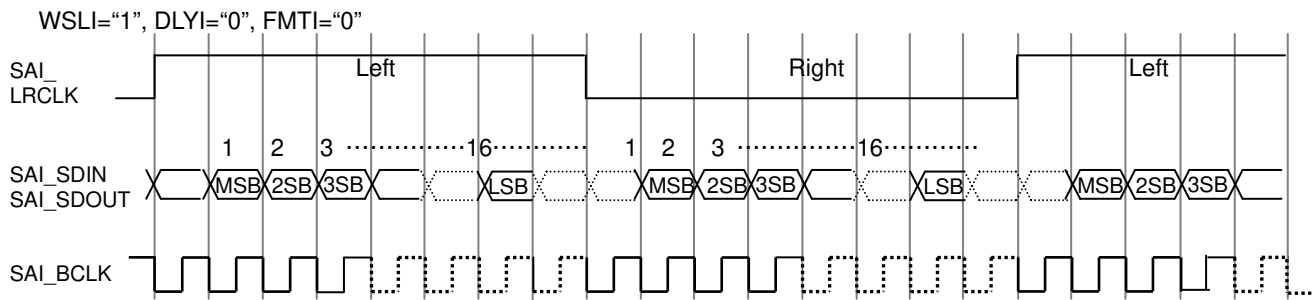 WSLI=“1”, DLYI=“0”, FMTI=“0”
SAI_
LRCLK
Left
Right
Left
1 2 3 16 1 2 3 16
SAI_SDIN
SAI_SDOUT
MSB 2SB 3SB LSB MSB 2SB 3SB LSB MSB 2SB 3SB
SAI_BCLK